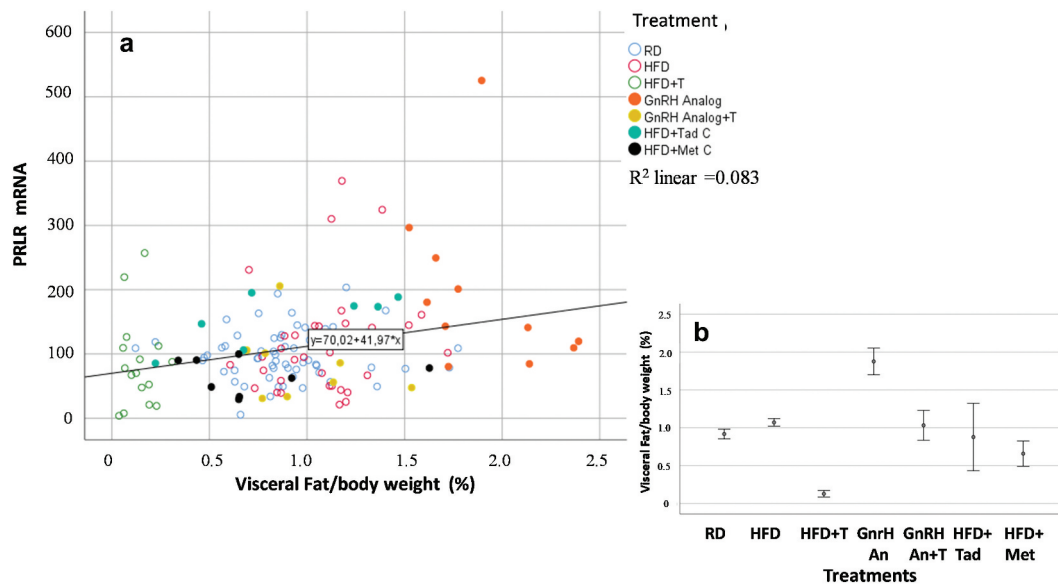 a
600
500
400
300
200
100
0
PRLR mRNA
0 0.5 1.0 1.5 2.0 2.5
Visceral Fat/body weight (%)
y=70,02+41,97*x
Treatment
RD
HFD
HFD+T
GnRH Analog
GnRH Analog+T
HFD+Tad C
HFD+Met C
R² linear =0.083
b
2.5
2.0
1.5
1.0
0.5
0
Visceral Fat/body weight (%)
RD HFD HFD+T GnrH GnRH HFD+ HFD+
An An+T Tad Met
Treatments